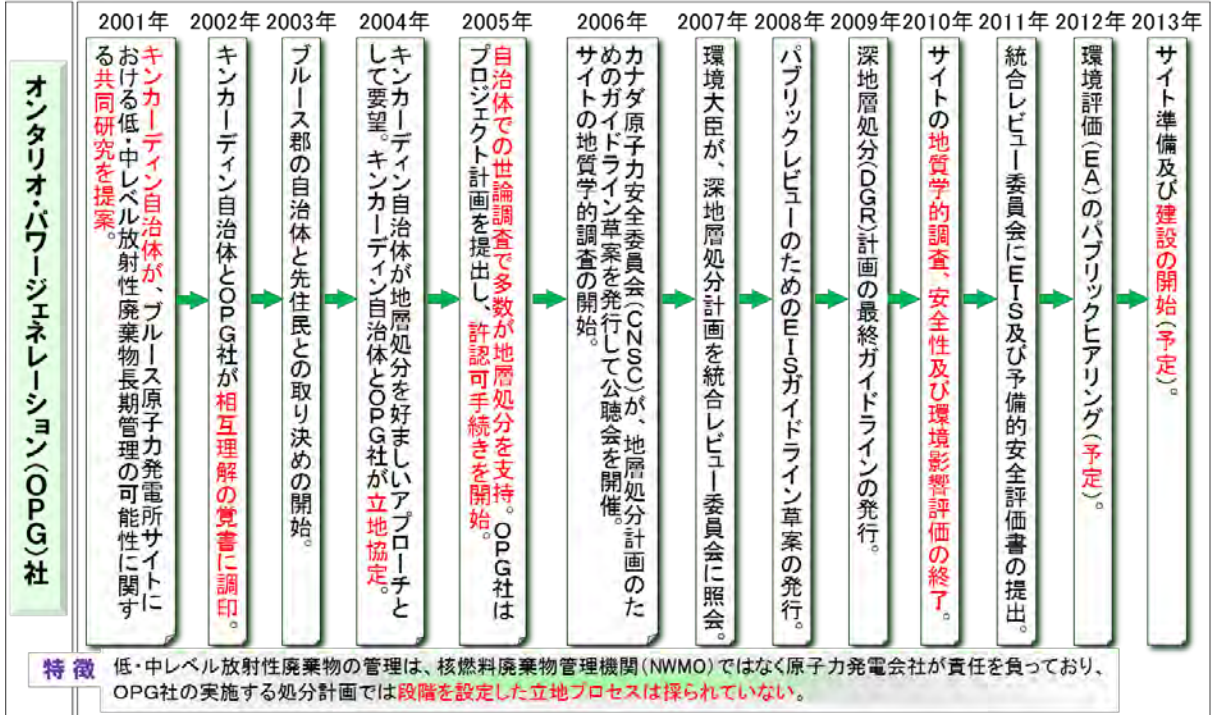 オンタリオ・パワージェネレーション(OPG)社
2001年
キンカーディン自治体が、ブルース原子力発電所サイトに
おける低・中レベル放射性廃棄物長期管理の可能性に関す
る共同研究を提案。
2002年
キンカーディン自治体とOPG社が相互理解の覚書に調印。
2003年
ブルース郡の自治体と先住民との取り決めの開始。
2004年
キンカーディン自治体が地層処分を好ましいアプローチと
して要望。キンカーディン自治体とOPG社が立地協定。
2005年
自治体での世論調査で多数が地層処分を支持。OPG社は
プロジェクト計画を提出し、許認可手続きを開始。
2006年
カナダ原子力安全委員会(CNSC)が、地層処分計画のた
めのガイドライン草案を発行して公聴会を開催。
サイトの地質学的調査の開始。
2007年
環境大臣が、深地層処分計画を統合レビュー委員会に照会。
2008年
パブリックレビューのためのEISガイドライン草案の発行。
2009年
深地層処分(DGR)計画の最終ガイドラインの発行。
2010年
サイトの地質学的調査、安全性及び環境影響評価の終了。
2011年
統合レビュー委員会にEIS及び予備的安全評価書の提出。
2012年
環境評価(EA)のパブリックヒアリング(予定)。
2013年
サイト準備及び建設の開始(予定)。
特徴
低・中レベル放射性廃棄物の管理は、核燃料廃棄物管理機関(NWMO)ではなく原子力発電会社が責任を負っており、
OPG社の実施する処分計画では段階を設定した立地プロセスは採られていない。